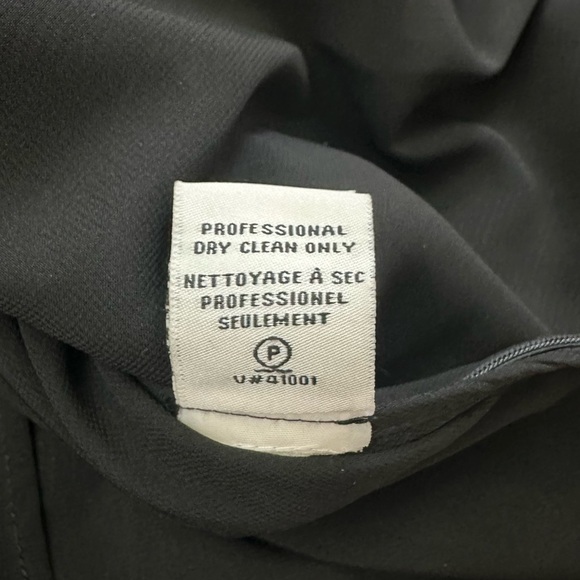 PROFESSIONAL
DRY CLEAN ONLY
NETTOYAGE À SEC
PROFESSIONEL
SEULEMENT
P
V#41001